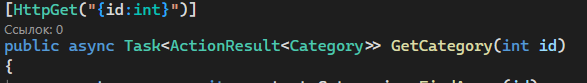 [HttpGet("{id:int}")]
Ссылок: 0
public async Task<ActionResult<Category>> GetCategory(int id)
{